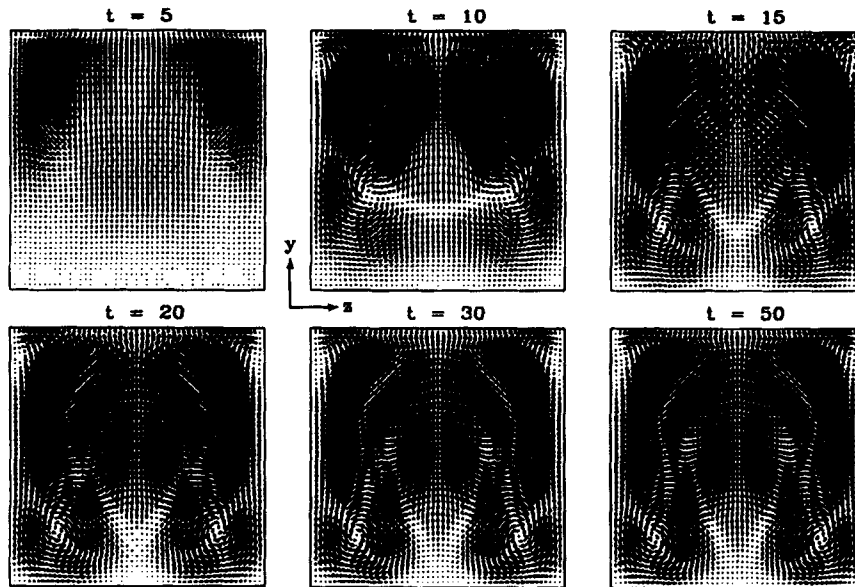 t = 5
t = 10
t = 15
y
z
t = 20
t = 30
t = 50